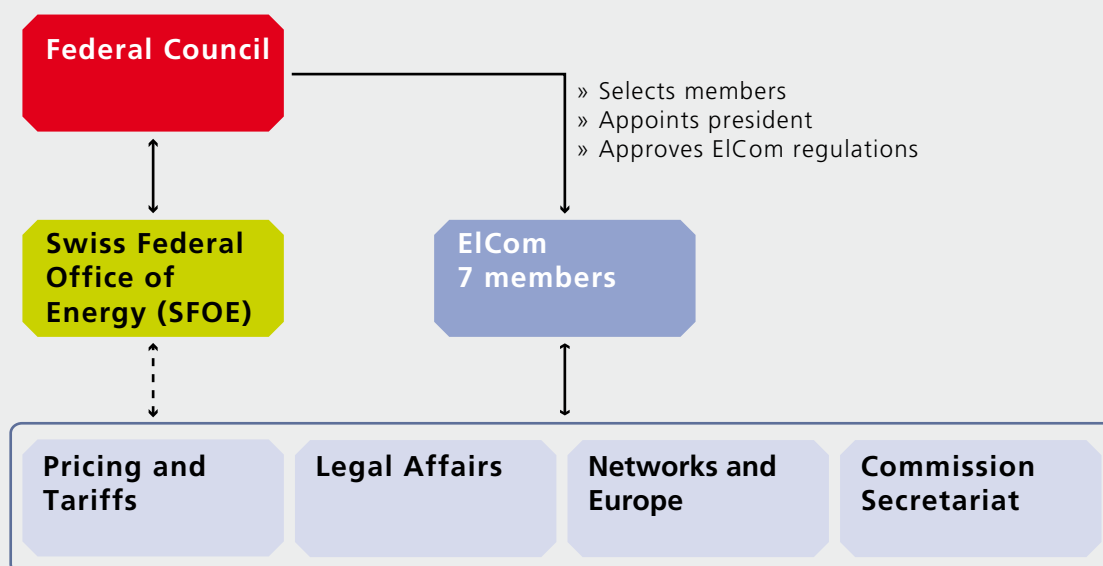 Federal Council
» Selects members
» Appoints president
» Approves ElCom regulations
Swiss Federal
Office of
Energy (SFOE)
ElCom
7 members
Pricing and
Tariffs
Legal Affairs
Networks and
Europe
Commission
Secretariat